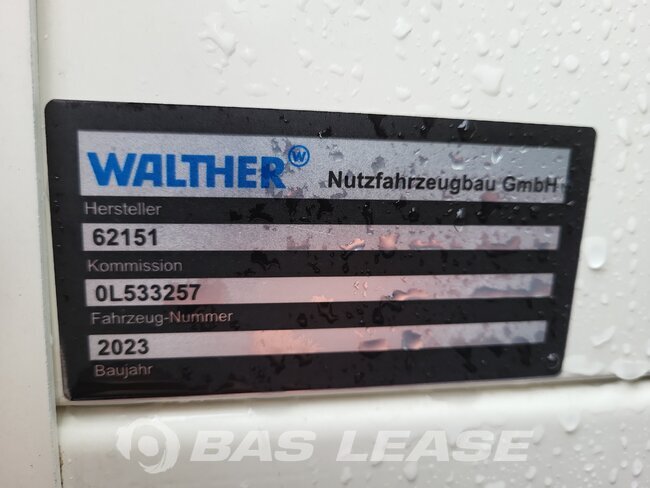 WALTHER W Nutzfahrzeugbau GmbH
Hersteller
62151
Kommission
0L533257
Fahrzeug-Nummer
2023
Baujahr
BAS LEASE